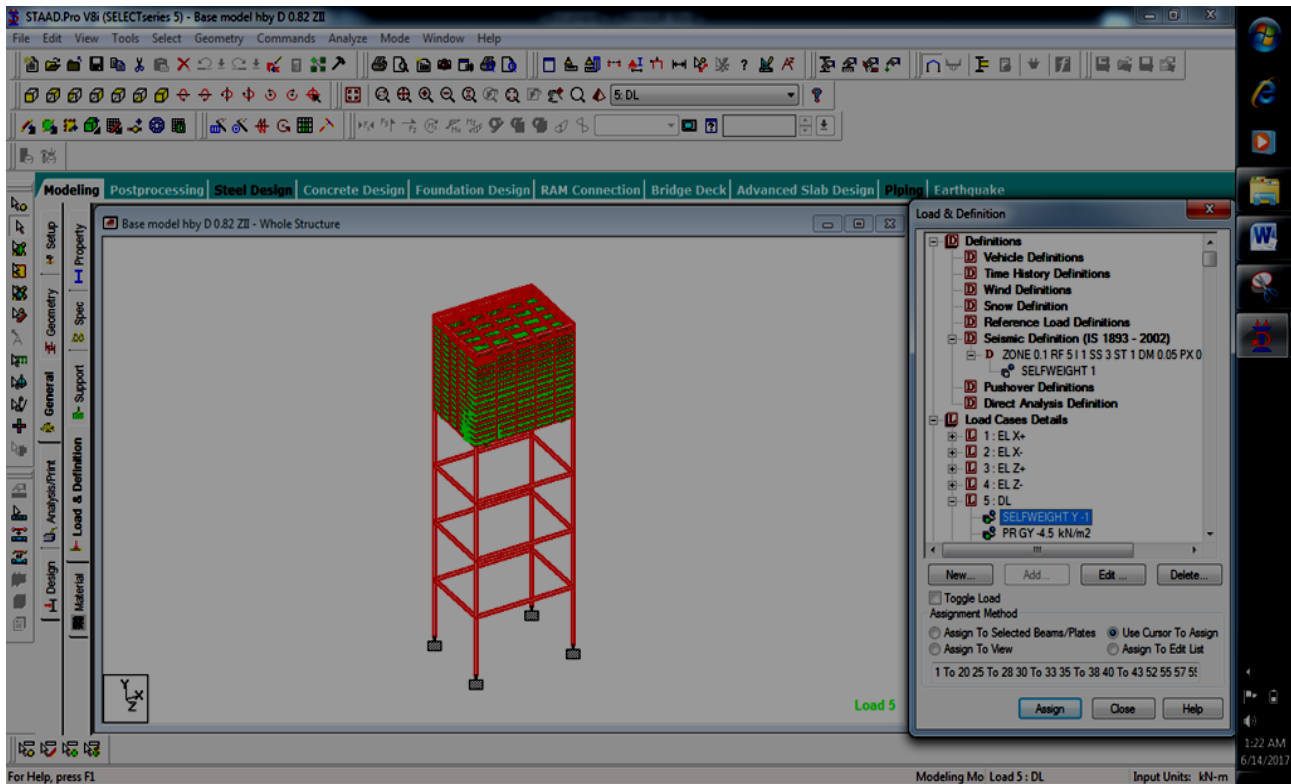 STAAD.Pro V8i (SELECTseries 5) - Base model hby D 0.82 ZII
File Edit View Tools Select Geometry Commands Analyze Mode Window Help
5: DL
Modeling Postprocessing Steel Design Concrete Design Foundation Design RAM Connection Bridge Deck Advanced Slab Design Piping Earthquake
Setup
Geometry
General
Analysis/Print
Design
Property
Spec
Support
Load & Definition
Material
Base model hby D 0.82 ZII - Whole Structure
Y
X
Z
Load 5
Load & Definition
Definitions
Vehicle Definitions
Time History Definitions
Wind Definitions
Snow Definition
Reference Load Definitions
Seismic Definition (IS 1893 - 2002)
ZONE 0.1 RF 5 I 1 SS 3 ST 1 DM 0.05 PX 0
SELFWEIGHT 1
Pushover Definitions
Direct Analysis Definition
Load Cases Details
1 : EL X+
2 : EL X-
3 : EL Z+
4 : EL Z-
5 : DL
SELFWEIGHT Y -1
PR GY -4.5 kN/m2
New... Add... Edit ... Delete...
Toggle Load
Assignment Method
Assign To Selected Beams/Plates Use Cursor To Assign
Assign To View Assign To Edit List
1 To 20 25 To 28 30 To 33 35 To 38 40 To 43 52 55 57
Assign Close Help
For Help, press F1
Modeling Mo Load 5 : DL Input Units: kN-m
1:22 AM
6/14/2017